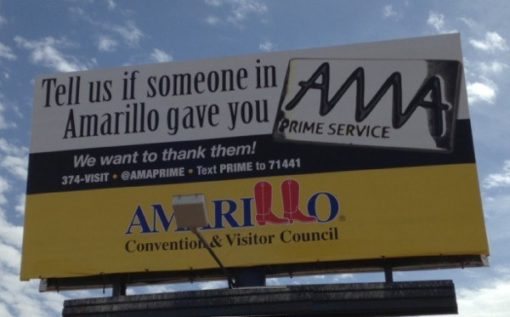 Tell us if someone in
Amarillo gave you
AMA
PRIME SERVICE
We want to thank them!
374-VISIT • @AMAPRIME • Text PRIME to 71441
AMARILLO
Convention & Visitor Council